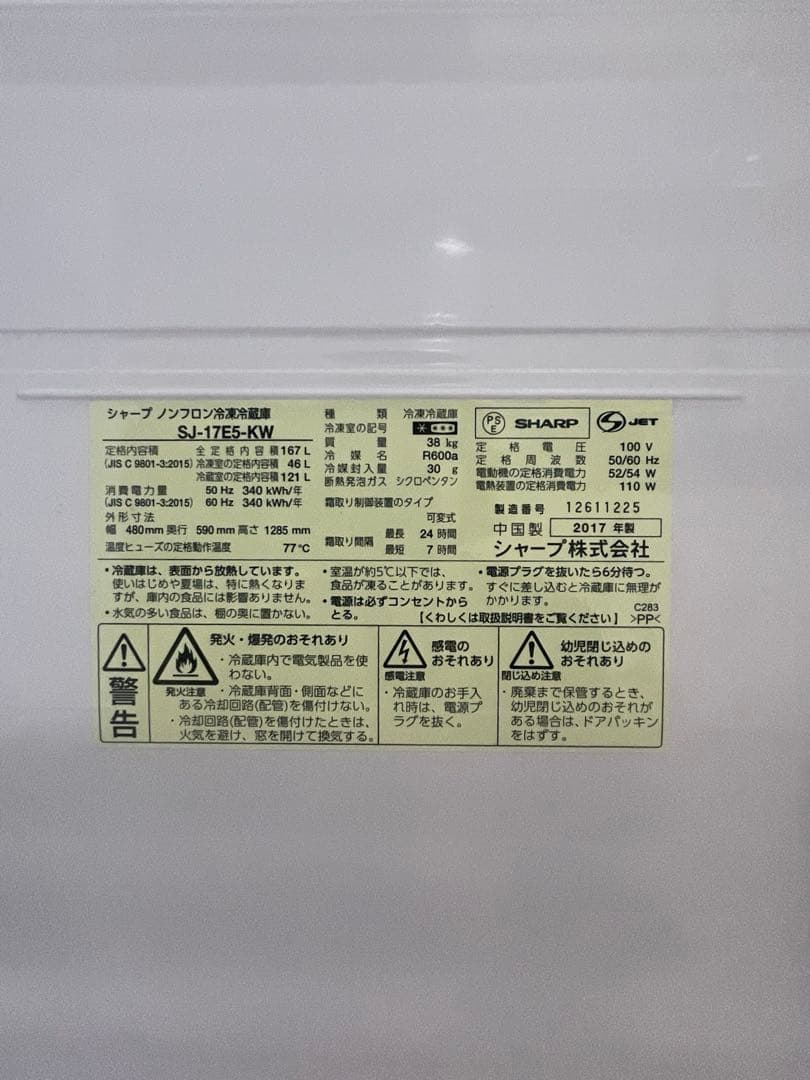 シャープ ノンフロン冷凍冷蔵庫
SJ-17E5-KW
定格内容積 全定格内容積 167 L
(JIS C 9801-3:2015) 冷凍室の定格内容積 46 L
冷蔵室の定格内容積 121 L
消費電力量 50 Hz 340 kWh/年
(JIS C 9801-3:2015) 60 Hz 340 kWh/年
外形寸法
幅 480mm 奥行 590mm 高さ 1285mm
温度ヒューズの定格動作温度 77℃
種類 冷凍冷蔵庫
冷凍室の記号
質量 38 kg
冷媒名 R600a
冷媒封入量 30 g
断熱発泡ガス シクロペンタン
霜取り制御装置のタイプ
可変式
霜取り間隔 最長 24 時間
最短 7 時間
PS
E
SHARP
JET
定格電圧 100 V
定格周波数 50/60 Hz
電動機の定格消費電力 52/54 W
電熱装置の定格消費電力 110 W
製造番号 12611225
中国製 2017 年製
シャープ株式会社
・冷蔵庫は、表面から放熱しています。
使いはじめや夏場は、特に熱くなりま
すが、庫内の食品には影響ありません。
・水気の多い食品は、棚の奥に置かない。
・室温が約5℃以下では、
食品が凍ることがあります。
・電源は必ずコンセントから
とる。
・電源プラグを抜いたら6分待つ。
すぐに差し込むと冷蔵庫に無理が
かかります。
C283
【くわしくは取扱説明書をご覧ください】 >PP<
警告
発火・爆発のおそれあり
発火注意
・冷蔵庫内で電気製品を使
わない。
・冷蔵庫背面・側面などに
ある冷却回路(配管)を傷付けない。
・冷却回路(配管)を傷付けたときは、
火気を避け、窓を開けて換気する。
感電の
おそれあり
感電注意
・冷蔵庫のお手入
れ時は、電源プ
ラグを抜く。
幼児閉じ込めの
おそれあり
閉じ込め注意
・廃棄まで保管するとき、
幼児閉じ込めのおそれが
ある場合は、ドアパッキン
をはずす。